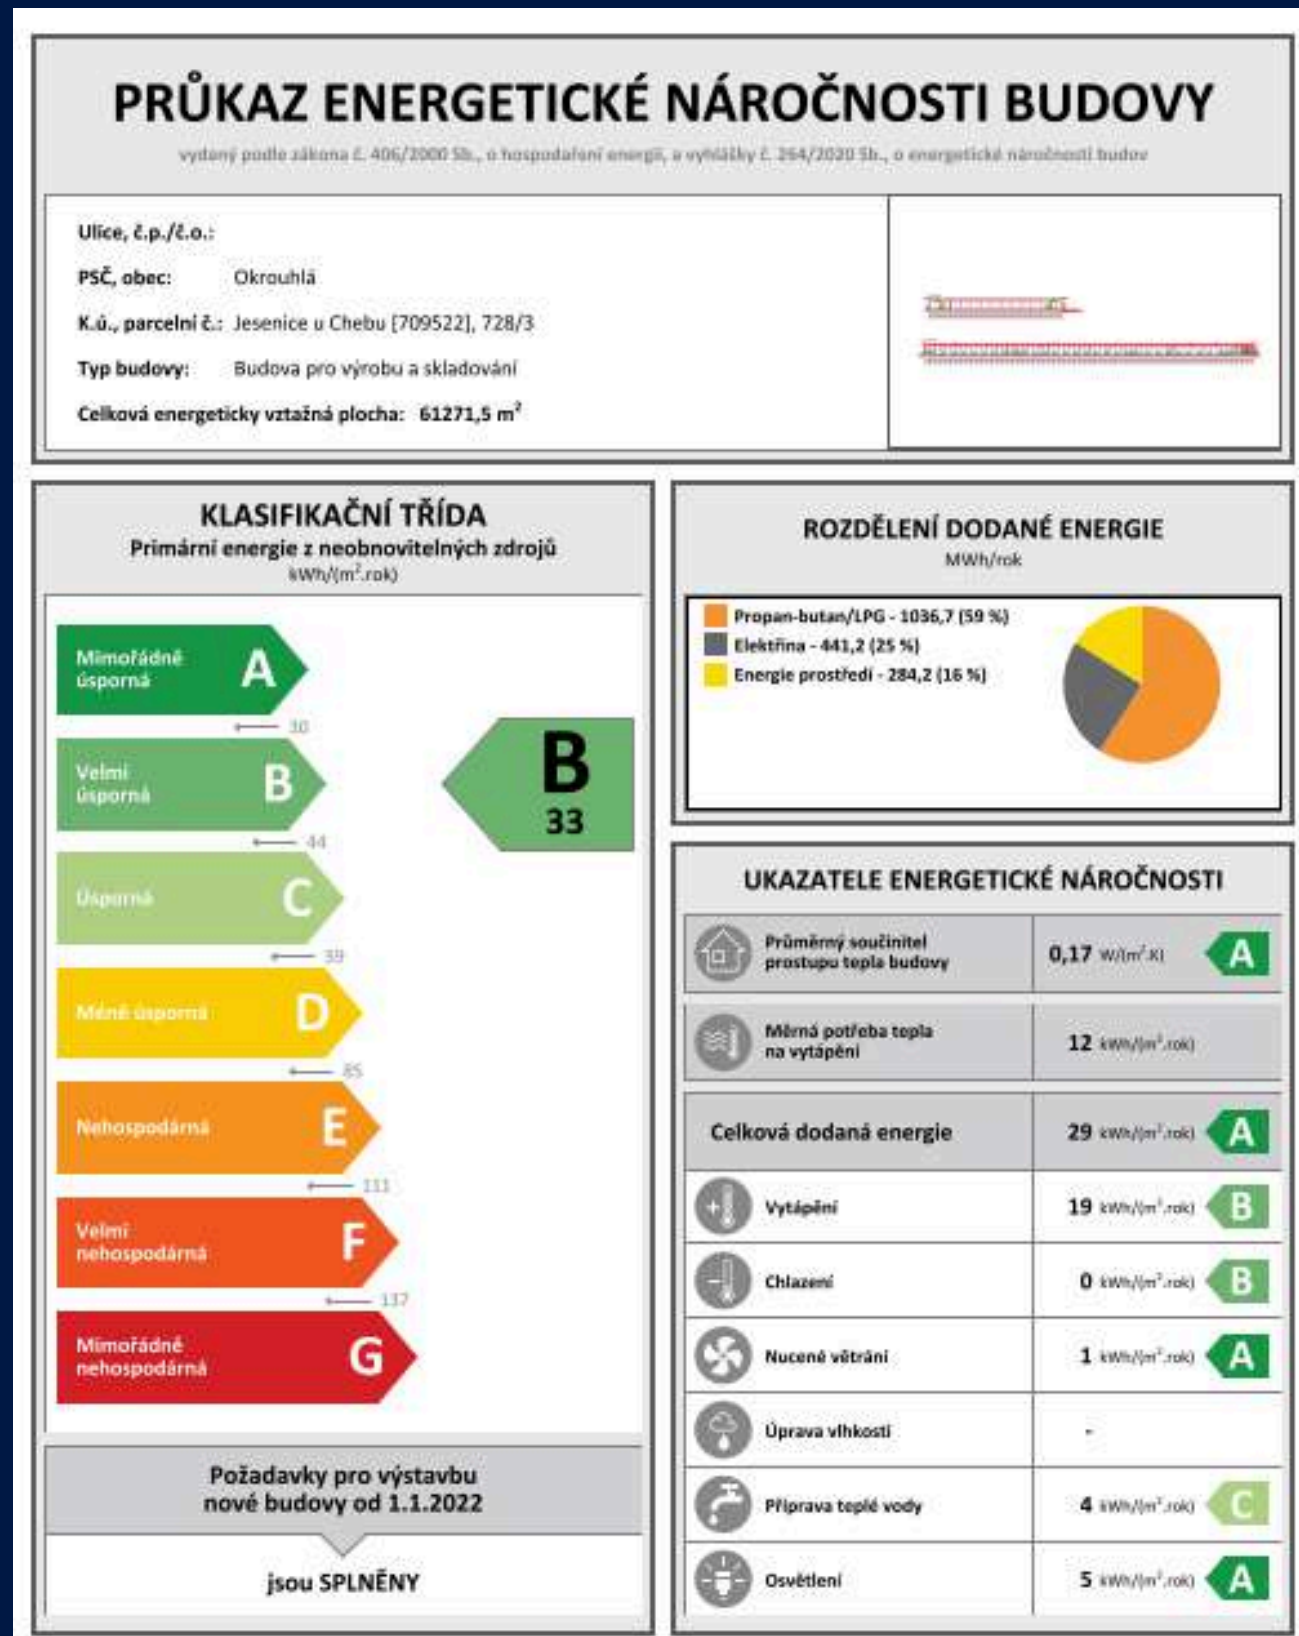 PRŮKAZ ENERGETICKÉ NÁROČNOSTI BUDOVY
vydaný podle zákona č. 406/2000 Sb., o hospodaření energií, a vyhlášky č. 264/2020 Sb., o energetické náročnosti budov
Ulice, č.p./č.o.:
PSČ, obec: Okrouhlá
K.ú., parcelní č.: Jesenice u Chebu [709522], 728/3
Typ budovy: Budova pro výrobu a skladování
Celková energeticky vztažná plocha: 61271,5 m²
KLASIFIKAČNÍ TŘÍDA
Primární energie z neobnovitelných zdrojů
kWh/(m².rok)
Mimořádně
úsporná
A
30
Velmi
úsporná
B
44
Úsporná
C
59
Méně úsporná
D
85
Nehospodárná
E
111
Velmi
nehospodárná
F
137
Mimořádně
nehospodárná
G
B
33
Požadavky pro výstavbu
nové budovy od 1.1.2022
jsou SPLNĚNY
ROZDĚLENÍ DODANÉ ENERGIE
MWh/rok
Propan-butan/LPG - 1036,7 (59 %)
Elektřina - 441,2 (25 %)
Energie prostředí - 284,2 (16 %)
UKAZATELE ENERGETICKÉ NÁROČNOSTI
Průměrný součinitel
prostupu tepla budovy
0,17 W/(m².K) A
Měrná potřeba tepla
na vytápění
12 kWh/(m².rok)
Celková dodaná energie 29 kWh/(m².rok) A
Vytápění 19 kWh/(m².rok) B
Chlazení 0 kWh/(m².rok) B
Nucené větrání 1 kWh/(m².rok) A
Úprava vlhkosti -
Příprava teplé vody 4 kWh/(m².rok) C
Osvětlení 5 kWh/(m².rok) A